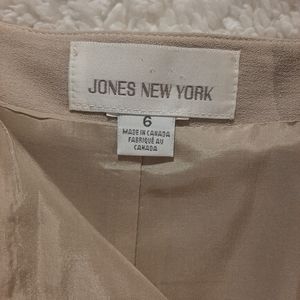 JONES NEW YORK
6
MADE IN CANADA
FABRIQUÉ AU
CANADA